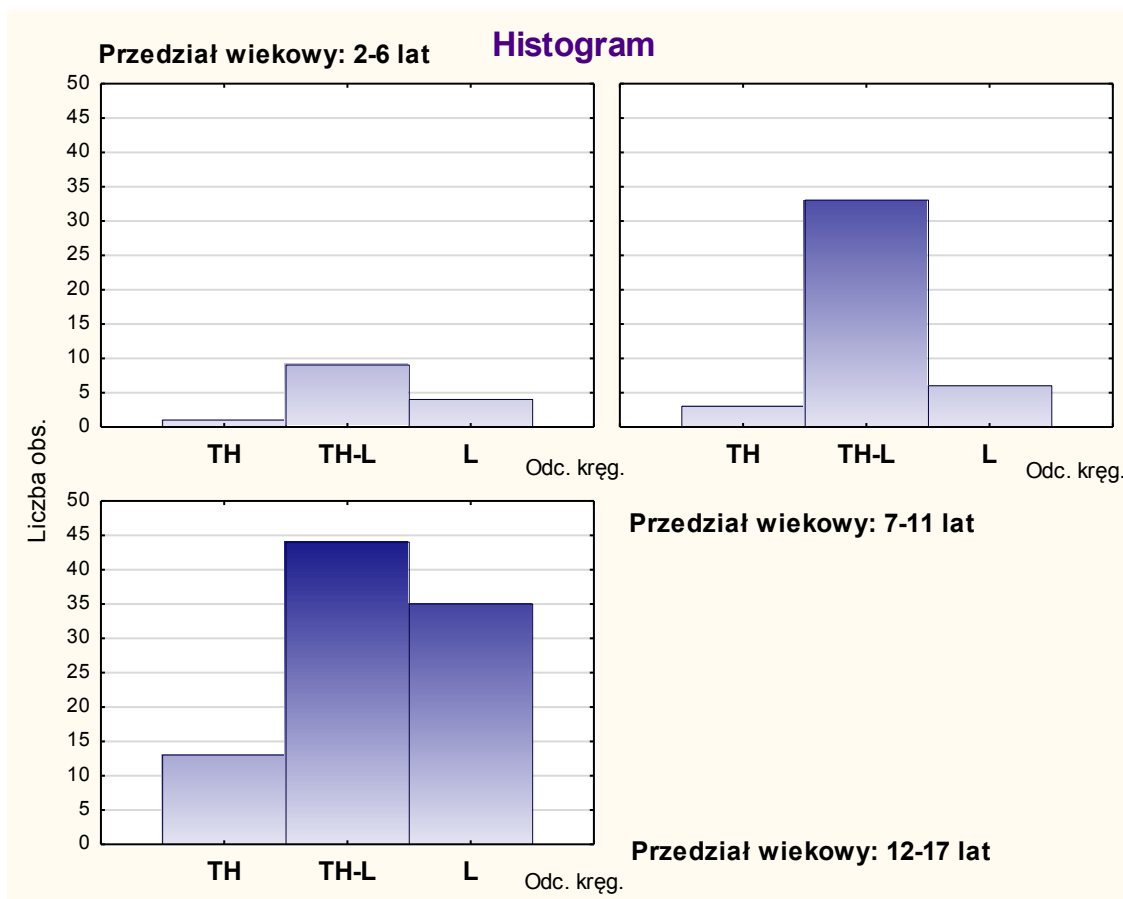 Histogram
Przedział wiekowy: 2-6 lat
50
45
40
35
30
25
20
15
10
5
0
TH TH-L L
Odc. kręg.
TH TH-L L
Odc. kręg.
Liczba obs.
Przedział wiekowy: 7-11 lat
50
45
40
35
30
25
20
15
10
5
0
TH TH-L L
Odc. kręg.
Przedział wiekowy: 12-17 lat